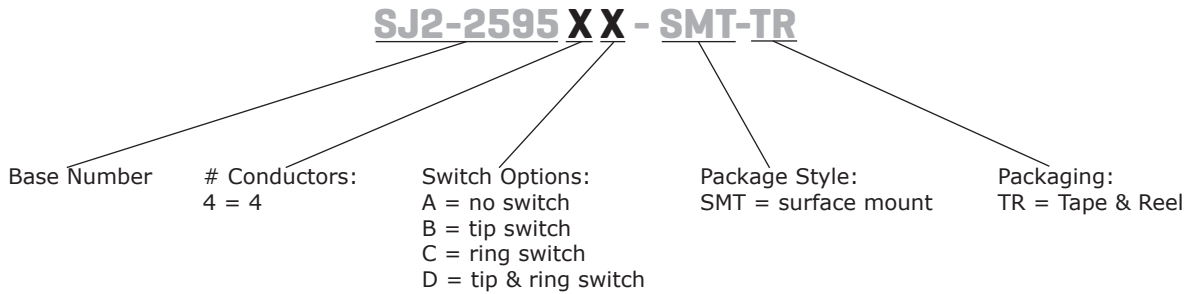 SJ2-2595 X X - SMT-TR
Base Number
# Conductors:
4 = 4
Switch Options:
A = no switch
B = tip switch
C = ring switch
D = tip & ring switch
Package Style:
SMT = surface mount
Packaging:
TR = Tape & Reel